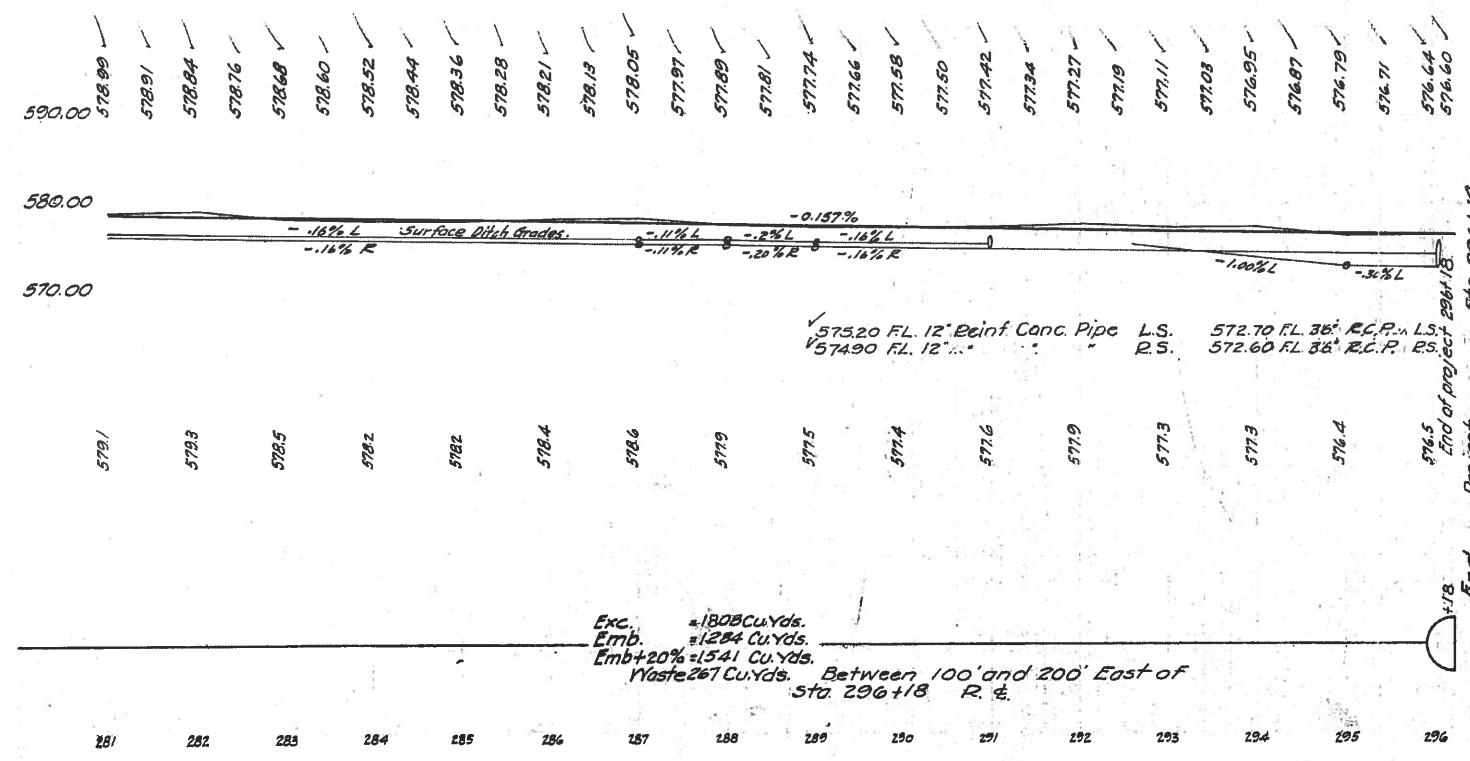 578.99 578.91 578.84 578.76 578.68 578.60 578.52 578.44 578.36 578.28 578.21 578.13 578.05 577.97 577.89 577.81 577.74 577.66 577.58 577.50 577.42 577.34 577.27 577.19 577.11 577.03 576.95 576.87 576.79 576.71 576.64 576.60
590.00
580.00
-0.157%
-.16% L Surface Ditch Grades. -.11% L -.2% L -.16% L
-.16% R -.11% R -.20% R -.16% R
-1.00% L -.36% L
570.00
575.20 F.L. 12" Reinf. Conc. Pipe L.S. 572.70 F.L. 36" R.C.P. " L.S.
574.90 F.L. 12" " " " R.S. 572.60 F.L. 36" R.C.P. R.S.
End of project 296+18.
End Project Sta. 296+18
579.1 579.3 578.5 578.2 578.2 578.4 578.6 577.9 577.5 577.4 577.6 577.9 577.3 577.3 576.4 576.5
+18
Exc. =1808 Cu.Yds.
Emb. =1284 Cu.Yds.
Emb+20% =1541 Cu.Yds.
Waste 267 Cu.Yds. Between 100' and 200' East of
Sta. 296+18 R. ℄.
281 282 283 284 285 286 287 288 289 290 291 292 293 294 295 296